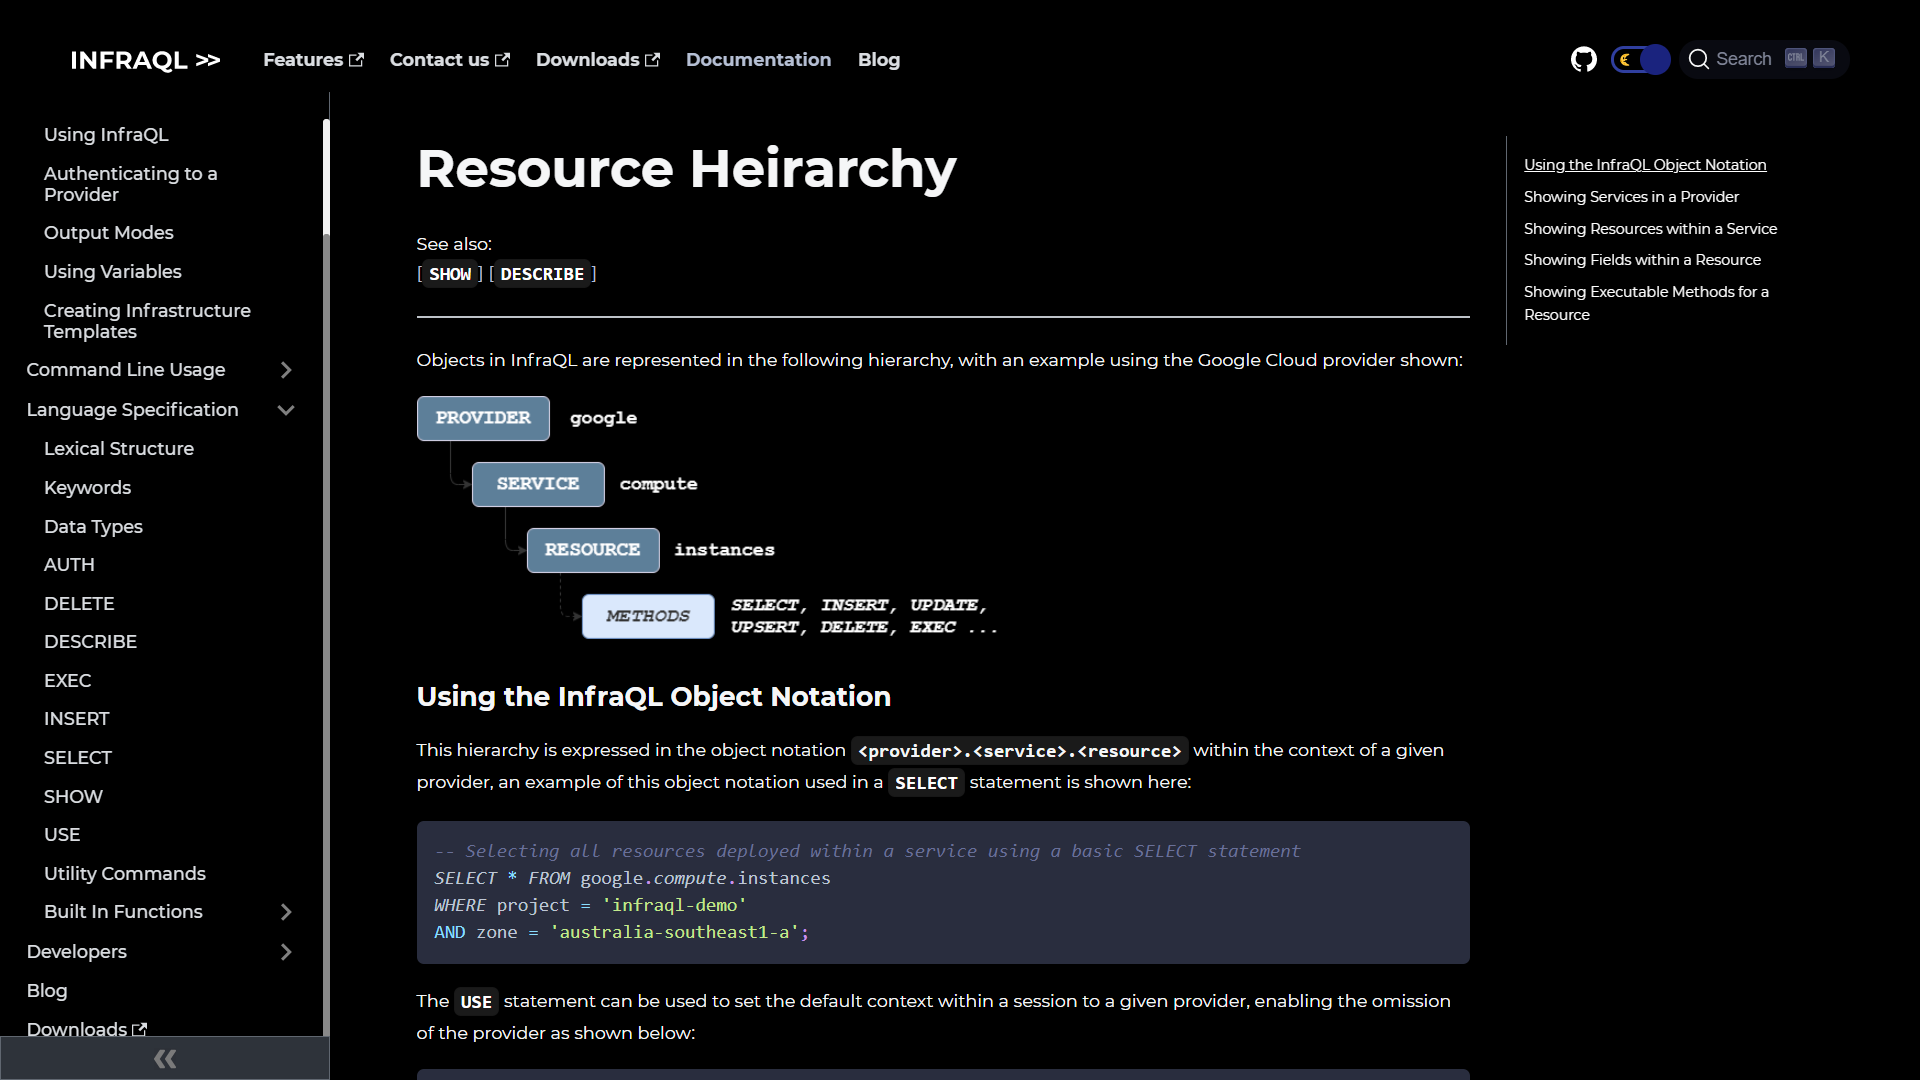 INFRAQL >>
Features
Contact us
Downloads
Documentation
Blog
Search
CTRL
K
Using InfraQL
Authenticating to a
Provider
Output Modes
Using Variables
Creating Infrastructure
Templates
Command Line Usage
Language Specification
Lexical Structure
Keywords
Data Types
AUTH
DELETE
DESCRIBE
EXEC
INSERT
SELECT
SHOW
USE
Utility Commands
Built In Functions
Developers
Blog
Downloads
Resource Heirarchy
See also:
[ SHOW ] [ DESCRIBE ]
Objects in InfraQL are represented in the following hierarchy, with an example using the Google Cloud provider shown:
PROVIDER google
SERVICE compute
RESOURCE instances
METHODS
SELECT, INSERT, UPDATE,
UPSERT, DELETE, EXEC ...
Using the InfraQL Object Notation
This hierarchy is expressed in the object notation <provider>.<service>.<resource> within the context of a given
provider, an example of this object notation used in a SELECT statement is shown here:
-- Selecting all resources deployed within a service using a basic SELECT statement
SELECT * FROM google.compute.instances
WHERE project = 'infraql-demo'
AND zone = 'australia-southeast1-a';
The USE statement can be used to set the default context within a session to a given provider, enabling the omission
of the provider as shown below:
Using the InfraQL Object Notation
Showing Services in a Provider
Showing Resources within a Service
Showing Fields within a Resource
Showing Executable Methods for a
Resource